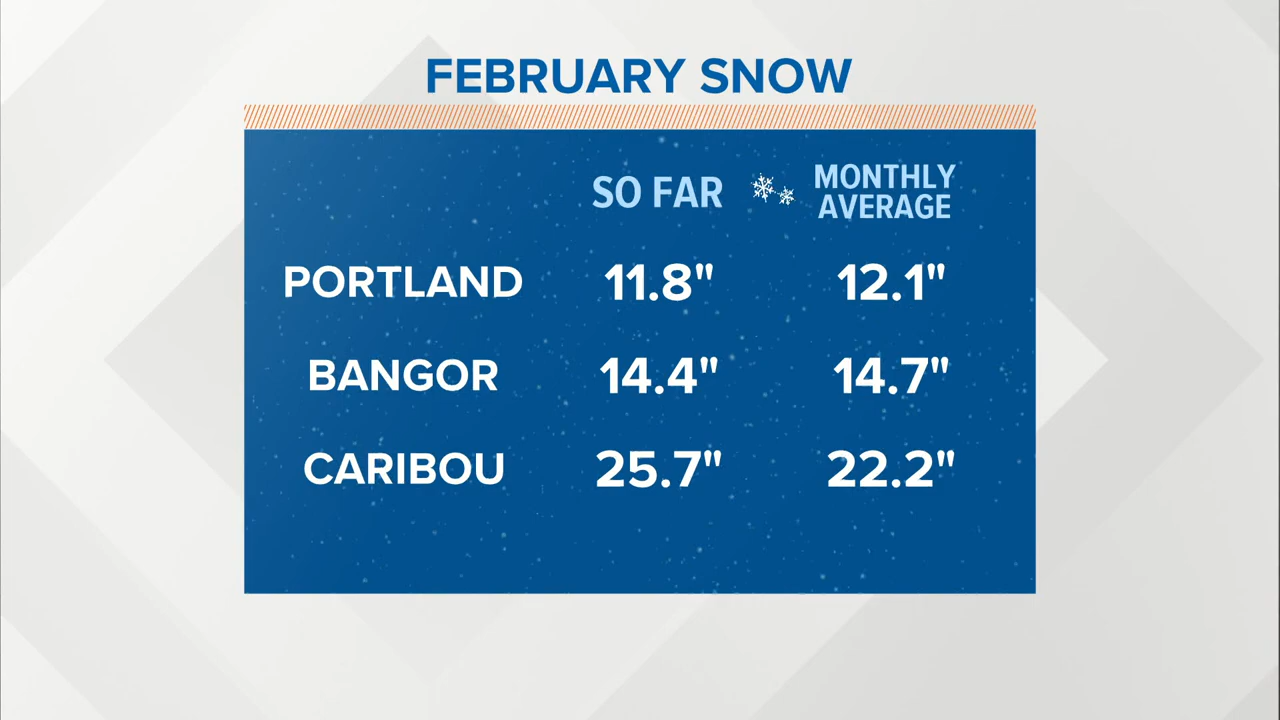 FEBRUARY SNOW
SO FAR
MONTHLY
AVERAGE
PORTLAND 11.8" 12.1"
BANGOR 14.4" 14.7"
CARIBOU 25.7" 22.2"